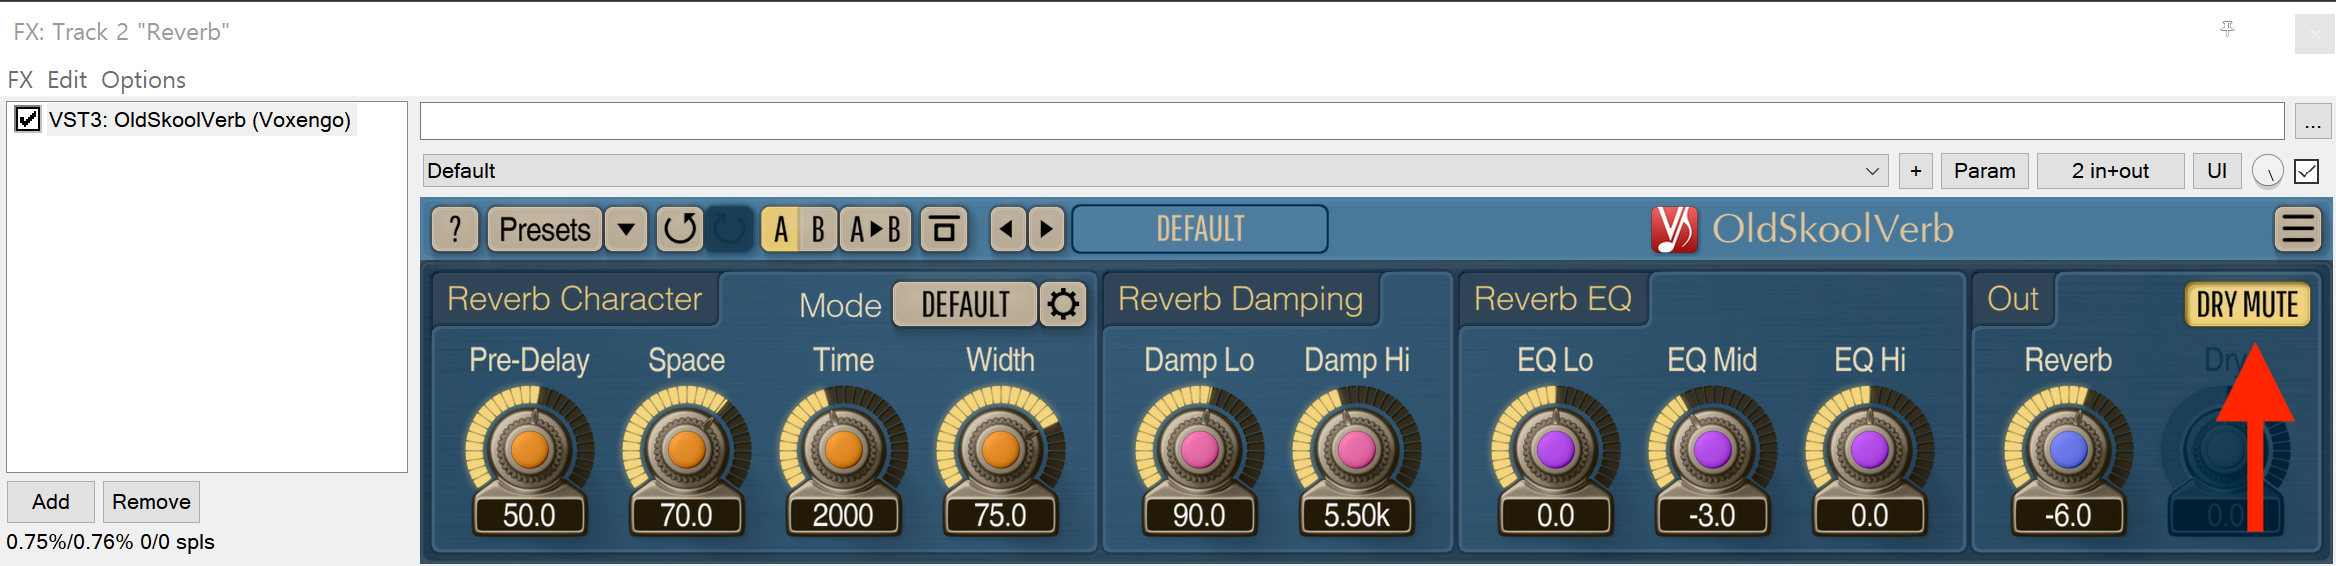 FX: Track 2 "Reverb"
FX Edit Options
VST3: OldSkoolVerb (Voxengo)
...
Default
+ Param 2 in+out UI
? Presets A B A B DEFAULT OldSkoolVerb
Reverb Character Mode DEFAULT Reverb Damping Reverb EQ Out DRY MUTE
Pre-Delay Space Time Width Damp Lo Damp Hi EQ Lo EQ Mid EQ Hi Reverb Dry
50.0 70.0 2000 75.0 90.0 5.50k 0.0 -3.0 0.0 -6.0 0.0
Add Remove
0.75%/0.76% 0/0 spls